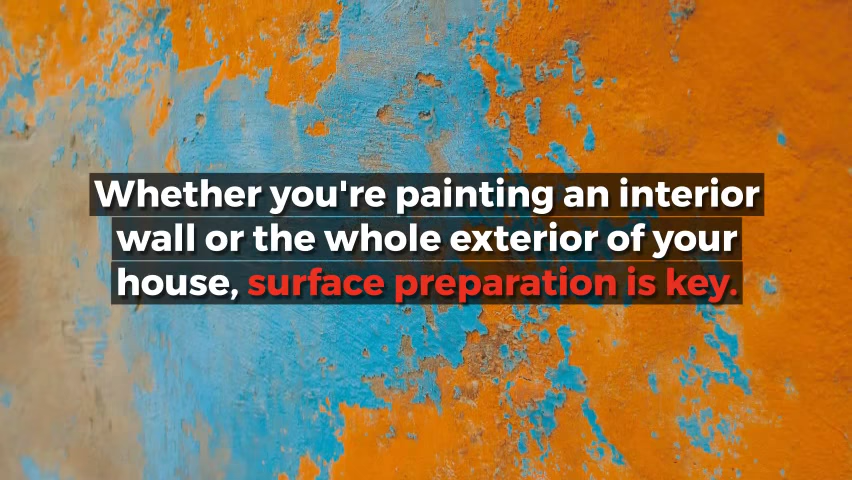 Whether you're painting an interior
wall or the whole exterior of your
house, surface preparation is key.